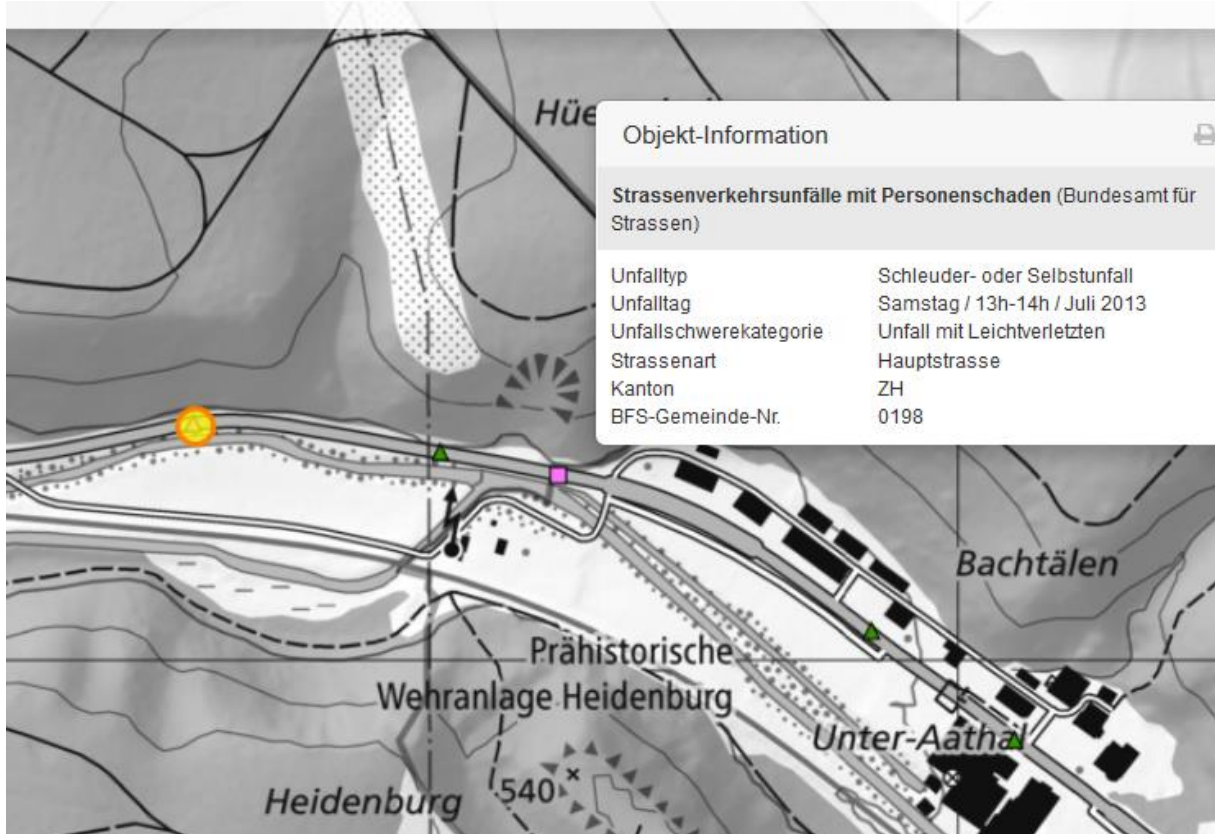 Objekt-Information
Strassenverkehrsunfälle mit Personenschaden (Bundesamt für
Strassen)
Unfalltyp Schleuder- oder Selbstunfall
Unfalltag Samstag / 13h-14h / Juli 2013
Unfallschwerekategorie Unfall mit Leichtverletzten
Strassenart Hauptstrasse
Kanton ZH
BFS-Gemeinde-Nr. 0198
Bachtälen
Prähistorische
Wehranlage Heidenburg
Unter-Aathal
540
Heidenburg